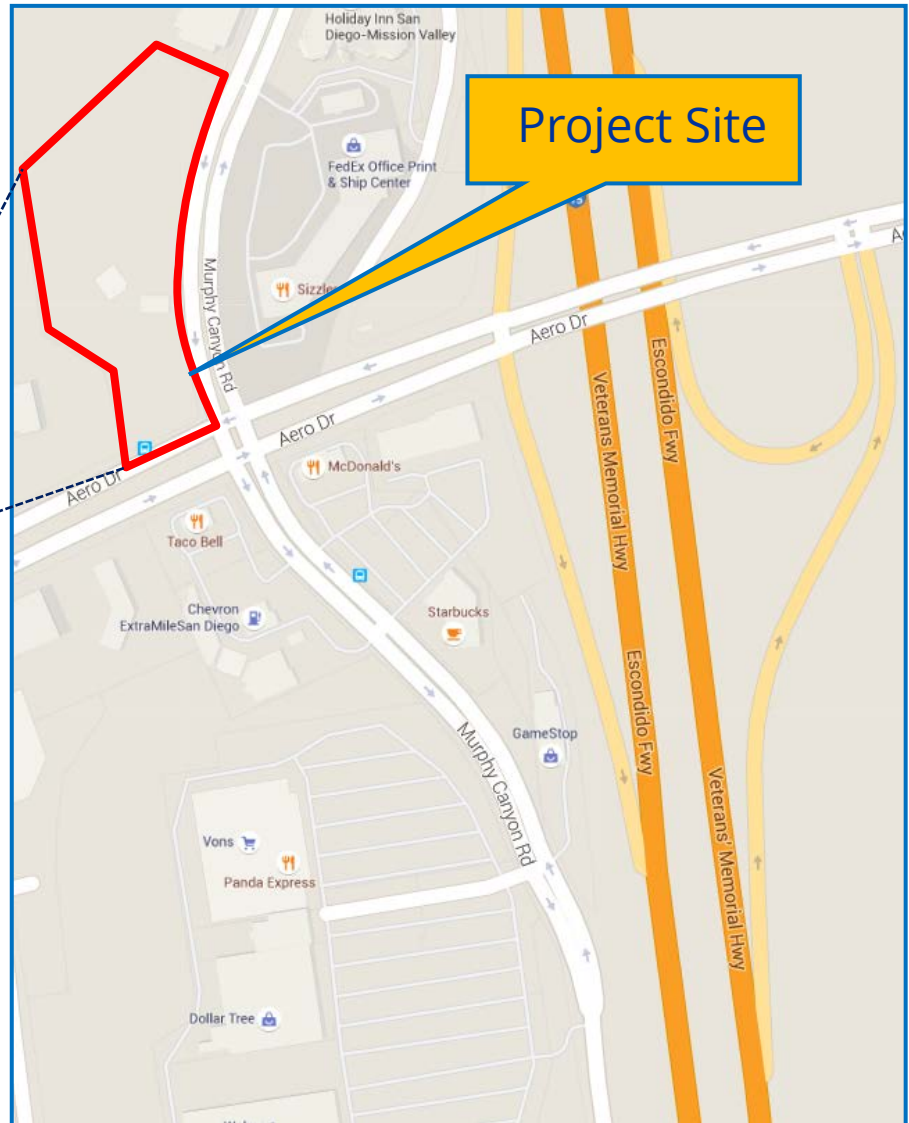 Holiday Inn San
Diego-Mission Valley
Project Site
FedEx Office Print
& Ship Center
15
Murphy Canyon Rd
Aero Dr
Escondido Fwy
Veterans Memorial Hwy
Aero Dr
McDonald's
Aero Dr
Taco Bell
Chevron
ExtraMileSan Diego
Starbucks
Escondido Fwy
GameStop
Murphy Canyon Rd
Veterans' Memorial Hwy
Vons
Panda Express
Dollar Tree